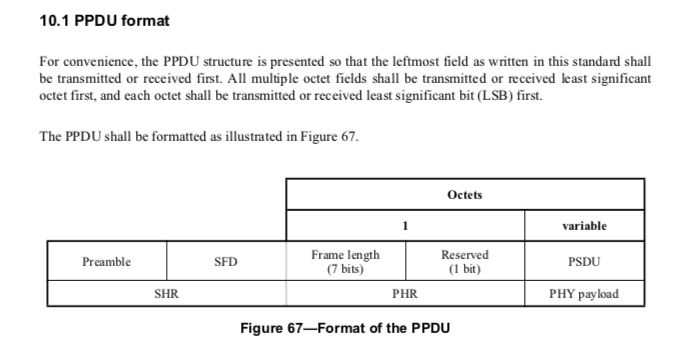 10.1 PPDU format
For convenience, the PPDU structure is presented so that the leftmost field as written in this standard shall
be transmitted or received first. All multiple octet fields shall be transmitted or received least significant
octet first, and each octet shall be transmitted or received least significant bit (LSB) first.
The PPDU shall be formatted as illustrated in Figure 67.
Octets
1 variable
Preamble SFD Frame length Reserved PSDU
(7 bits) (1 bit)
SHR PHR PHY payload
Figure 67—Format of the PPDU